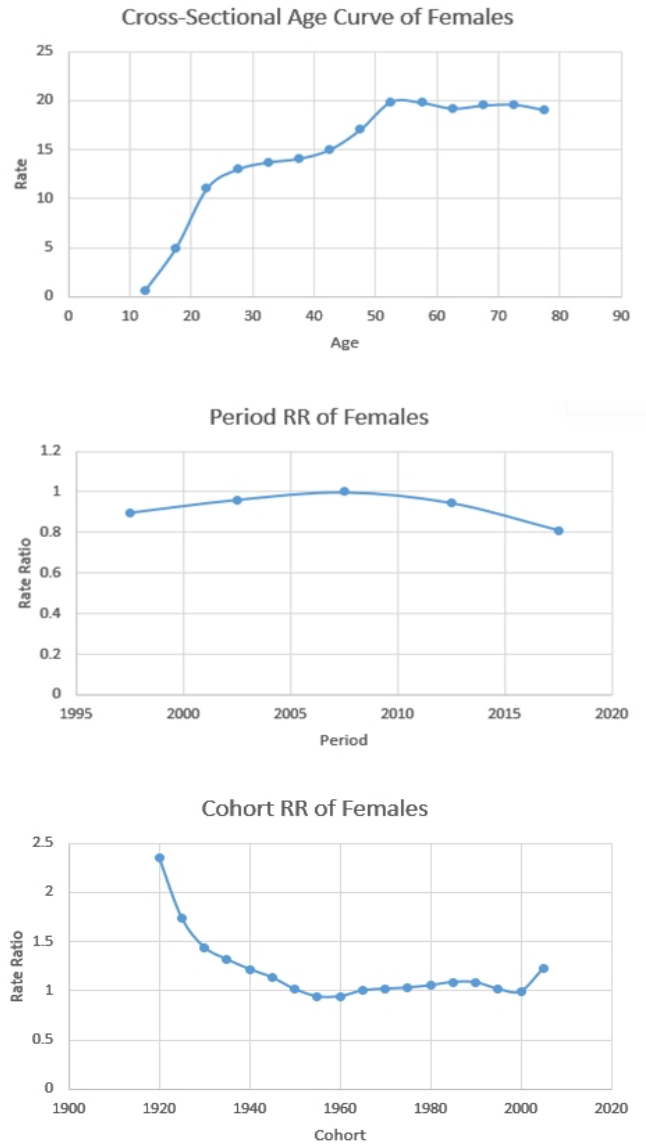 Cross-Sectional Age Curve of Females
25
20
15
10
5
0
Rate
0 10 20 30 40 50 60 70 80 90
Age
Period RR of Females
1.2
1
0.8
0.6
0.4
0.2
0
Rate Ratio
1995 2000 2005 2010 2015 2020
Period
Cohort RR of Females
2.5
2
1.5
1
0.5
0
Rate Ratio
1900 1920 1940 1960 1980 2000 2020
Cohort